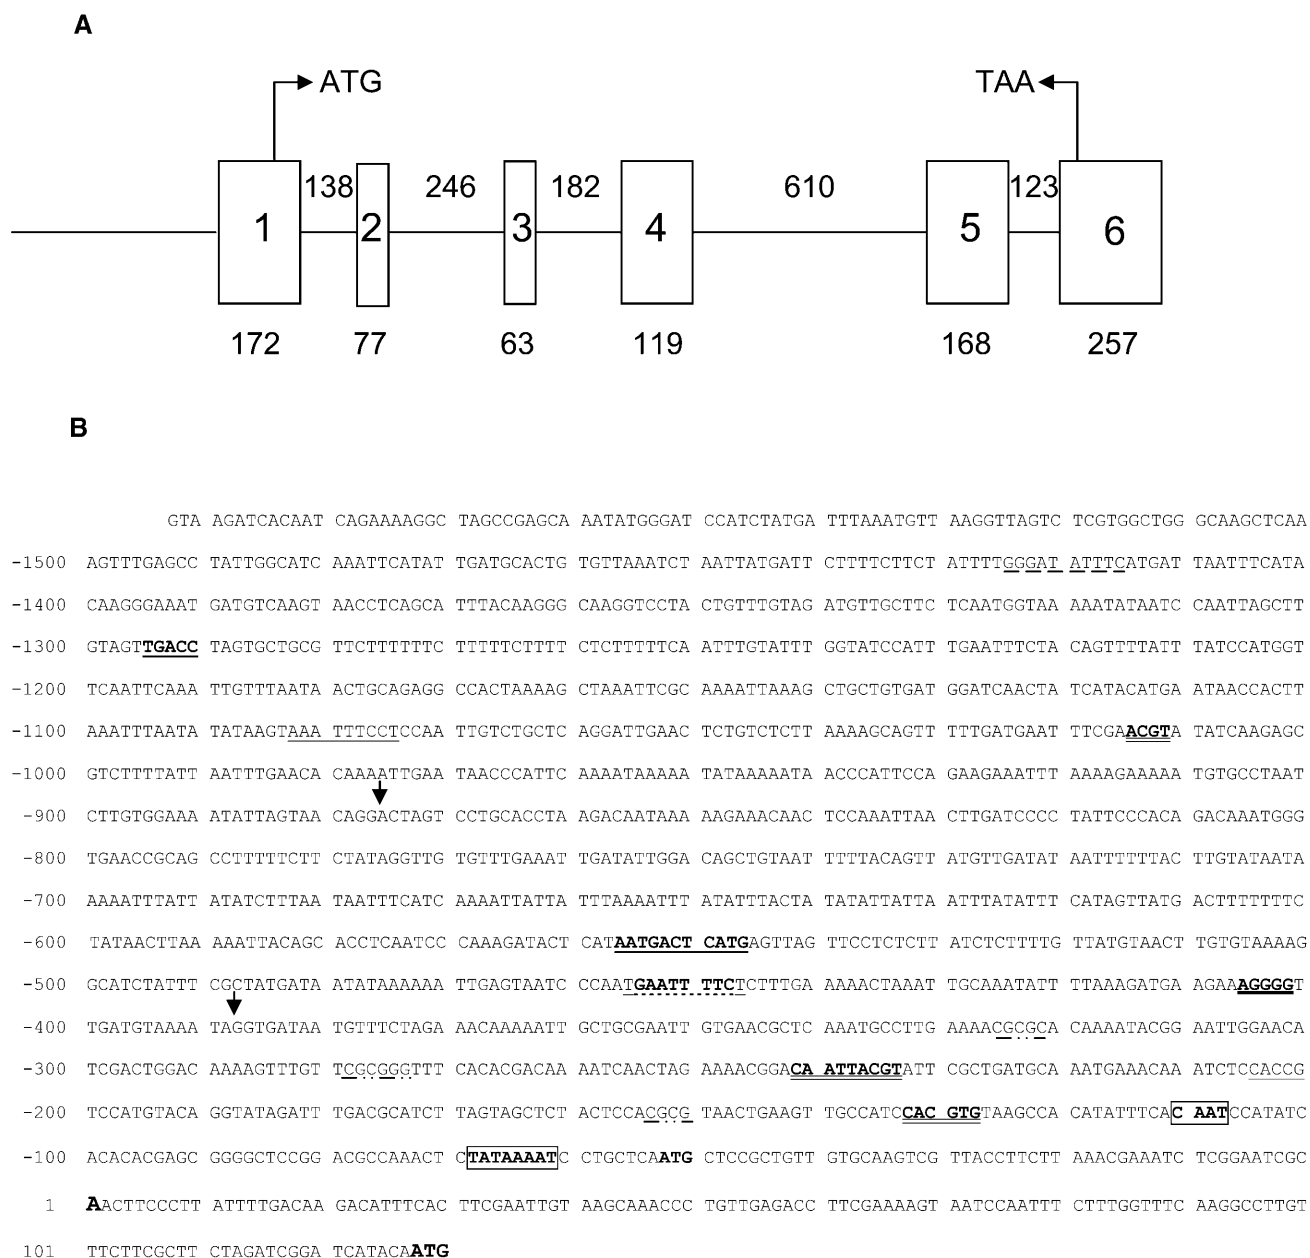 A
ATG TAA
138 246 182 610 123
1 2 3 4 5 6
172 77 63 119 168 257
B
GTA AGATCACAAT CAGAAAAGGC TAGCCGAGCA AATATGGGAT CCATCTATGA TTTAAATGTT AAGGTTAGTC TCGTGGCTGG GCAAGCTCAA
-1500 AGTTTGAGCC TATTGGCATC AAATTCATAT TGATGCACTG TGTTAAATCT AATTATGATT CTTTTCTTCT ATTTTGGGAT ATTTCATGAT TAATTTCATA
-1400 CAAGGGAAAT GATGTCAAGT AACCTCAGCA TTTACAAGGG CAAGGTCCTA CTGTTTGTAG ATGTTGCTTC TCAATGGTAA AAATATAATC CAATTAGCTT
-1300 GTAGTTGACC TAGTGCTGCG TTCTTTTTTC TTTTTCTTTT CTCTTTTTCA ATTTGTATTT GGTATCCATT TGAATTTCTA CAGTTTTATT TATCCATGGT
-1200 TCAATTCAAA TTGTTTAATA ACTGCAGAGG CCACTAAAAG CTAAATTCGC AAAATTAAAG CTGCTGTGAT GGATCAACTA TCATACATGA ATAACCACTT
-1100 AAATTTAATA TATAAGTAAA TTTCCTCCAA TTGTCTGCTC AGGATTGAAC TCTGTCTCTT AAAAGCAGTT TTTGATGAAT TTCGAACGTA TATCAAGAGC
-1000 GTCTTTTATT AATTTGAACA CAAAATTGAA TAACCCATTC AAAATAAAAA TATAAAAATA ACCCATTCCA GAAGAAATTT AAAAGAAAAA TGTGCCTAAT
-900 CTTGTGGAAA ATATTAGTAA CAGGACTAGT CCTGCACCTA AGACAATAAA AAGAAACAAC TCCAAATTAA CTTGATCCCC TATTCCCACA GACAAATGGG
-800 TGAACCGCAG CCTTTTTCTT CTATAGGTTG TGTTTGAAAT TGATATTGGA CAGCTGTAAT TTTTACAGTT ATGTTGATAT AATTTTTTAC TTGTATAATA
-700 AAAATTTATT ATATCTTTAA TAATTTCATC AAAATTATTA TTTAAAATTT ATATTTACTA TATATTATTA ATTTATATTT CATAGTTATG ACTTTTTTTC
-600 TATAACTTAA AAATTACAGC ACCTCAATCC CAAAGATACT CATAATGACT CATGAGTTAG TTCCTCTCTT ATCTCTTTTG TTATGTAACT TGTGTAAAAG
-500 GCATCTATTT CGCTATGATA AATATAAAAAA TTGAGTAATC CCCAATGAATT TTCTCTTTGA AAAACTAAAT TGCAAATATT TTAAAGATGA AGAAAGGGGT
-400 TGATGTAAAA TAGGTGATAA TGTTTCTAGA AACAAAAATT GCTGCGAATT GTGAACGCTC AAATGCCTTG AAAACGCGCA CAAAATACGG AATTGGAACA
-300 TCGACTGGAC AAAAGTTTGT TCGCGGGTTT CACACGACAA AATCAACTAG AAAACGGACA ATTACGTATT CGCTGATGCA AATGAAACAA AATCTCCACCG
-200 TCCATGTACA GGTATAGATT TGACGCATCT TAGTAGCTCT ACTCCACGCG TAACTGAAGT TGCCATCCAC GTGTAAGCCA CATATTTCAC AATCCATATC
-100 ACACACGAGC GGGGCTCCGG ACGCCAAACT CTATAAAATC CTGCTCAATG CTCCGCTGTT GTGCAAGTCG TTACCTTCTT AAACGAAATC TCGGAATCGC
1 AACTTCCCTT ATTTTGACAA GACATTTCAC TTCGAATTGT AAGCAAACCC TGTTGAGACC TTCGAAAAGT AATCCAATTT CTTTGGTTTC AAGGCCTTGT
101 TTCTTCGCTT CTAGATCGGA TCATACAATG